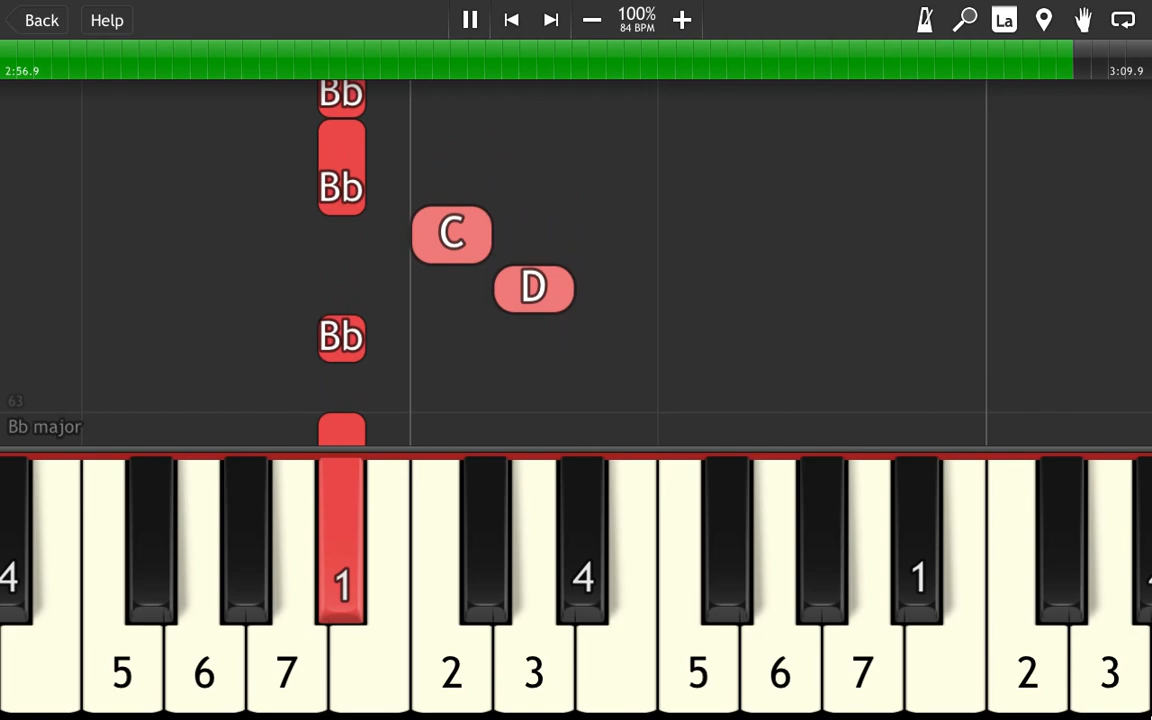 Back Help 100% La
84 BPM
2:56.9 3:09.9
Bb
Bb
C
D
Bb
63
Bb major
4 1 4 1
5 6 7 2 3 5 6 7 2 3